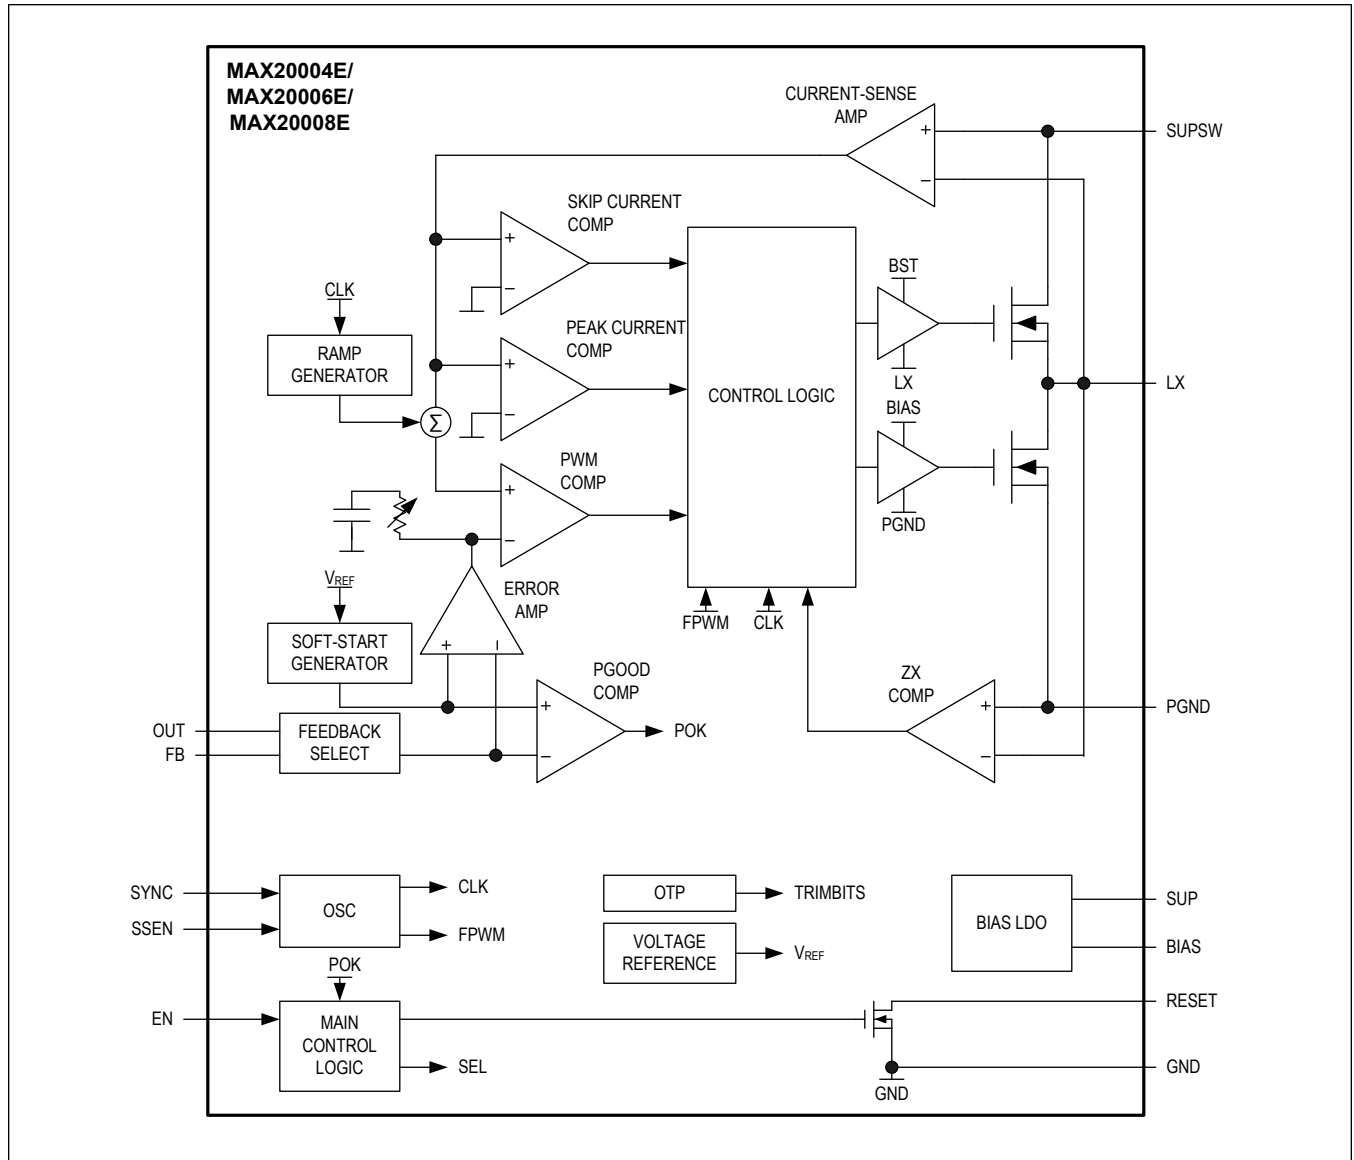 MAX20004E/
MAX20006E/
MAX20008E
CURRENT-SENSE
AMP
+
−
SUPSW
SKIP CURRENT
COMP
+
−
CLK
RAMP
GENERATOR
PEAK CURRENT
COMP
+
−
Σ
CONTROL LOGIC
BST
LX
LX
BIAS
PGND
PWM
COMP
+
−
VREF
SOFT-START
GENERATOR
ERROR
AMP
+
−
FPWM
CLK
PGOOD
COMP
+
−
POK
ZX
COMP
+
−
PGND
OUT
FB
FEEDBACK
SELECT
SYNC
SSEN
OSC
CLK
FPWM
OTP
TRIMBITS
VOLTAGE
REFERENCE
VREF
BIAS LDO
SUP
BIAS
POK
EN
MAIN
CONTROL
LOGIC
SEL
RESET
GND
GND